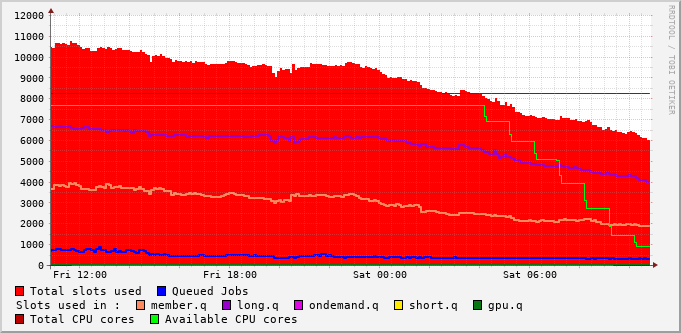 12000
11000
10000
9000
8000
7000
6000
5000
4000
3000
2000
1000
0
Fri 12:00 Fri 18:00 Sat 00:00 Sat 06:00
RRDTOOL / TOBI OETIKER
Total slots used Queued Jobs
Slots used in : member.q long.q ondemand.q short.q gpu.q
Total CPU cores Available CPU cores